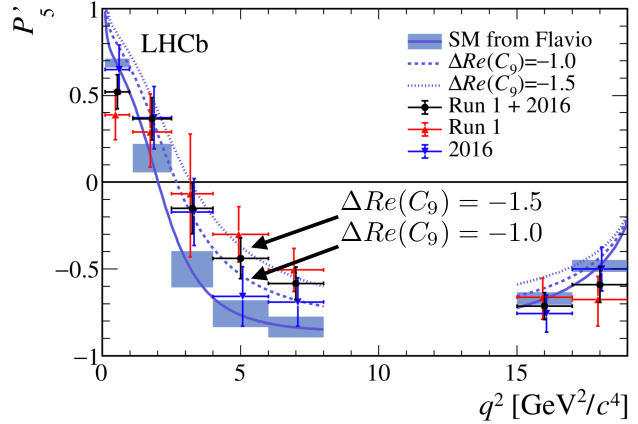 P₅′
1
0.5
0
−0.5
−1
LHCb
SM from Flavio
ΔRe(C₉)=−1.0
ΔRe(C₉)=−1.5
Run 1 + 2016
Run 1
2016
ΔRe(C₉) = −1.5
ΔRe(C₉) = −1.0
0 5 10 15
q² [GeV²/c⁴]